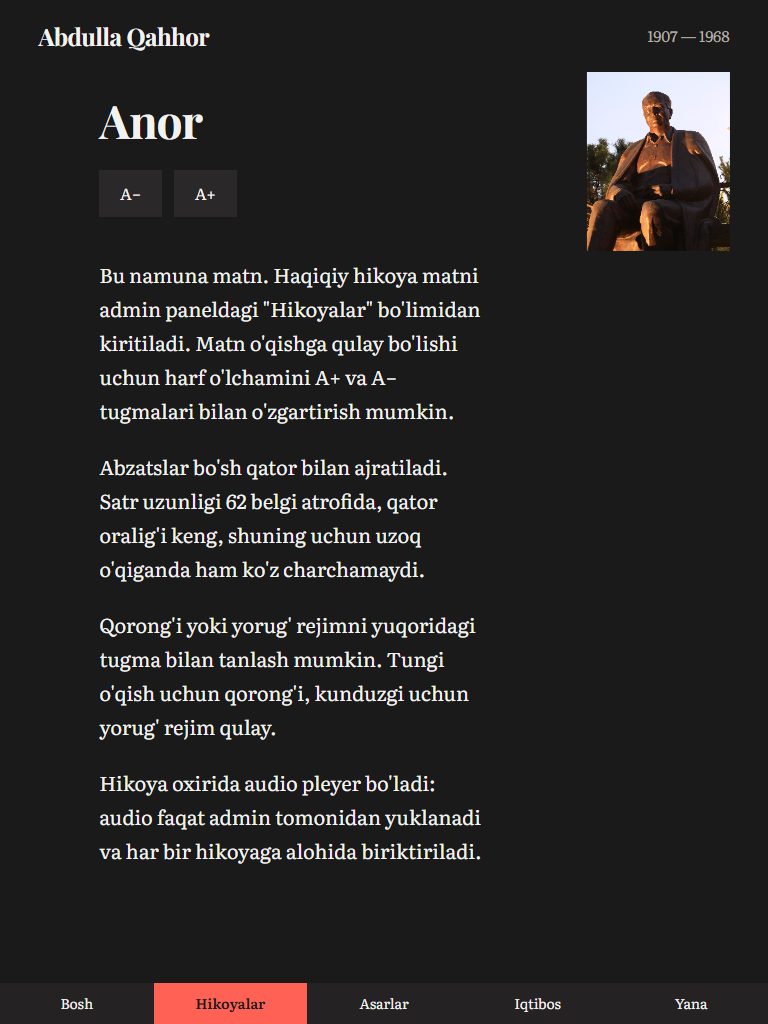 Abdulla Qahhor
1907 — 1968
Anor
A−
A+
Bu namuna matn. Haqiqiy hikoya matni
admin paneldagi "Hikoyalar" bo'limidan
kiritiladi. Matn o'qishga qulay bo'lishi
uchun harf o'lchamini A+ va A−
tugmalari bilan o'zgartirish mumkin.
Abzatslar bo'sh qator bilan ajratiladi.
Satr uzunligi 62 belgi atrofida, qator
oralig'i keng, shuning uchun uzoq
o'qiganda ham ko'z charchamaydi.
Qorong'i yoki yorug' rejimni yuqoridagi
tugma bilan tanlash mumkin. Tungi
o'qish uchun qorong'i, kunduzgi uchun
yorug' rejim qulay.
Hikoya oxirida audio pleyer bo'ladi:
audio faqat admin tomonidan yuklanadi
va har bir hikoyaga alohida biriktiriladi.
Bosh
Hikoyalar
Asarlar
Iqtibos
Yana